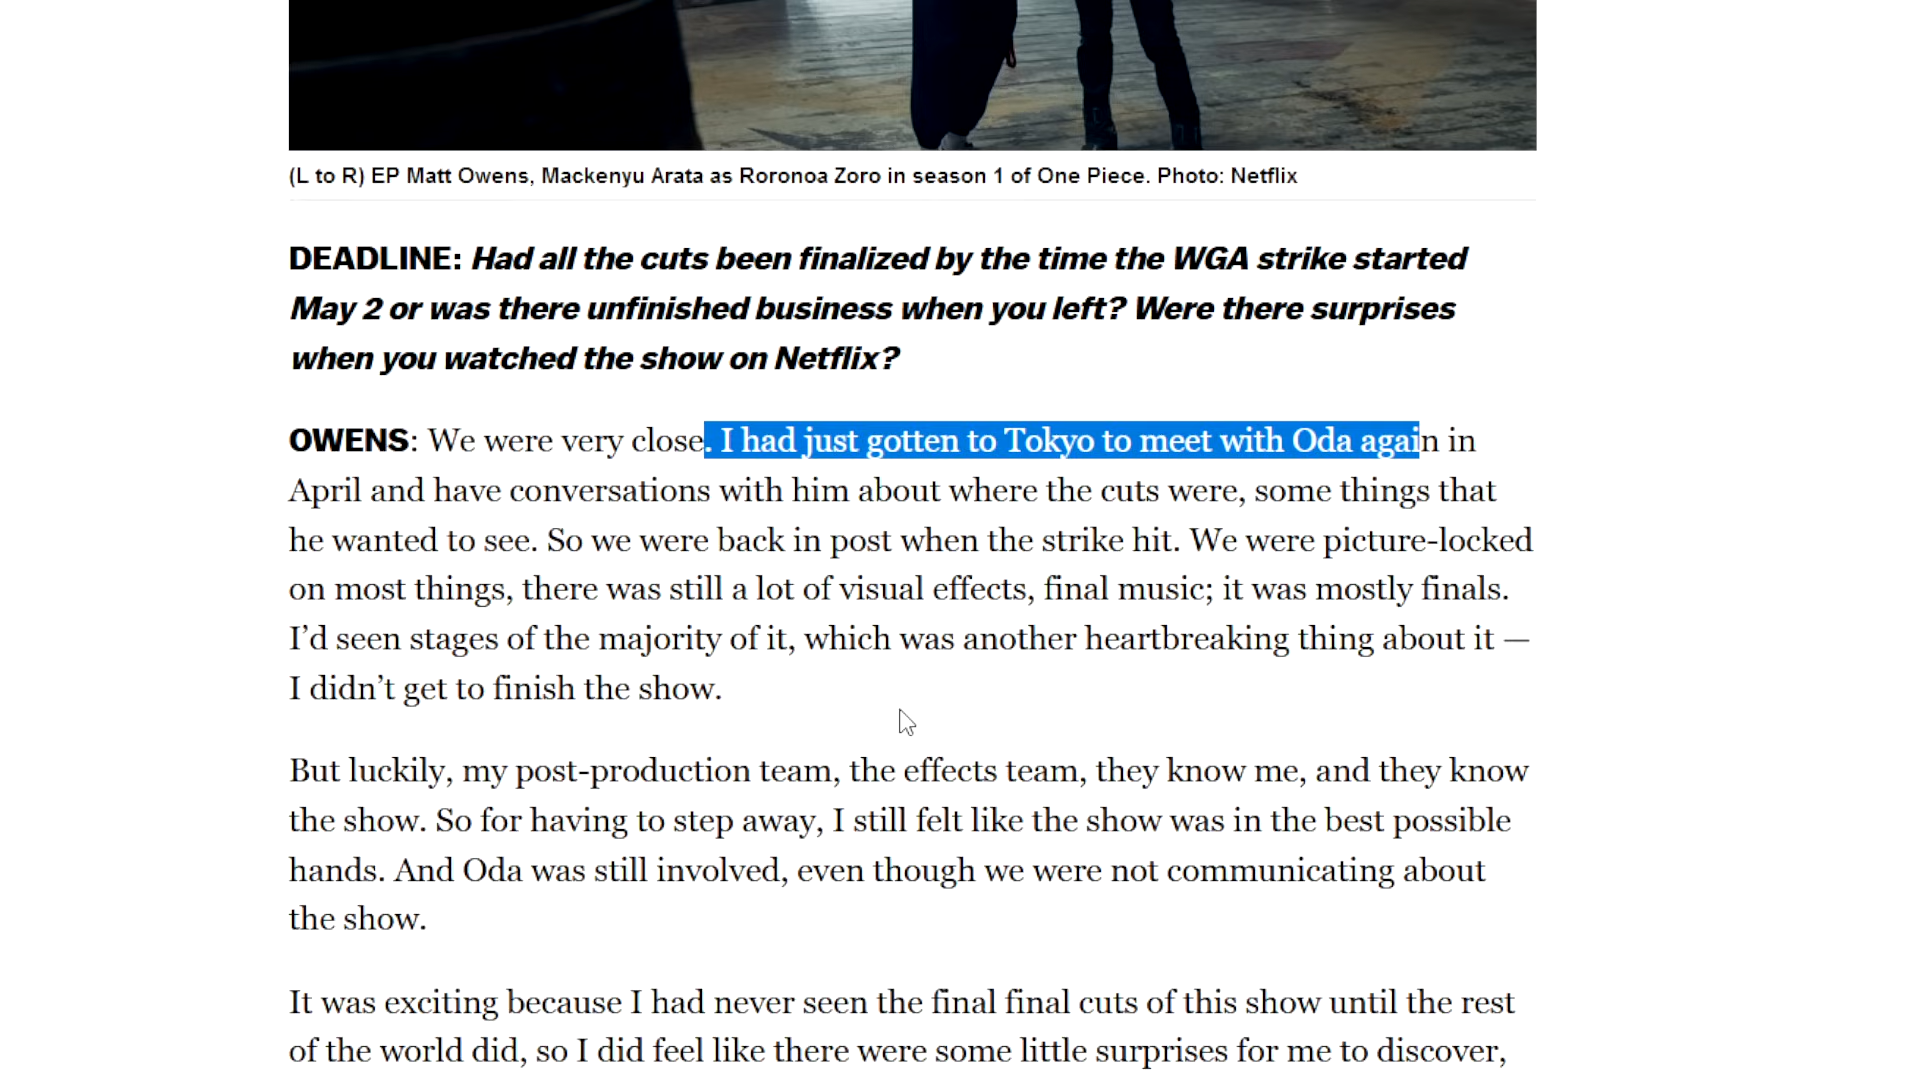 (L to R) EP Matt Owens, Mackenyu Arata as Roronoa Zoro in season 1 of One Piece. Photo: Netflix
DEADLINE: Had all the cuts been finalized by the time the WGA strike started
May 2 or was there unfinished business when you left? Were there surprises
when you watched the show on Netflix?
OWENS: We were very close. I had just gotten to Tokyo to meet with Oda again in
April and have conversations with him about where the cuts were, some things that
he wanted to see. So we were back in post when the strike hit. We were picture-locked
on most things, there was still a lot of visual effects, final music; it was mostly finals.
I’d seen stages of the majority of it, which was another heartbreaking thing about it —
I didn’t get to finish the show.
But luckily, my post-production team, the effects team, they know me, and they know
the show. So for having to step away, I still felt like the show was in the best possible
hands. And Oda was still involved, even though we were not communicating about
the show.
It was exciting because I had never seen the final final cuts of this show until the rest
of the world did, so I did feel like there were some little surprises for me to discover,